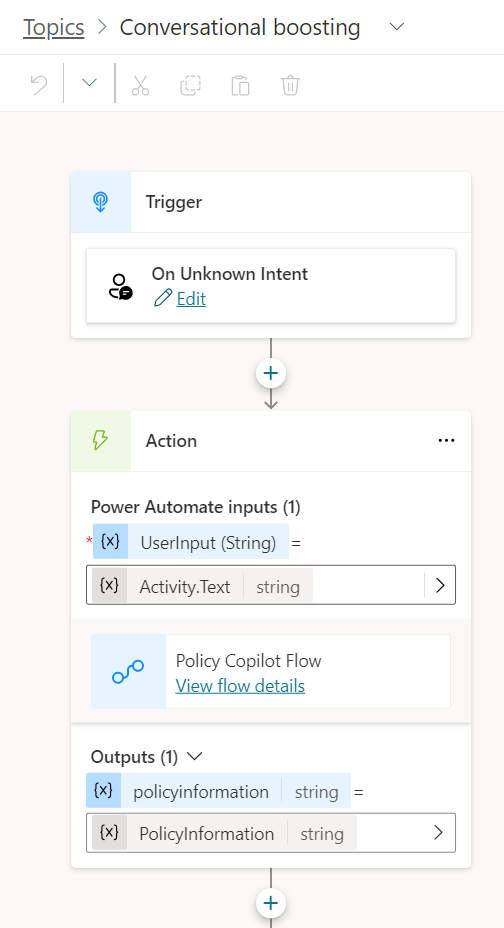 Topics > Conversational boosting
Trigger
On Unknown Intent
Edit
Action
Power Automate inputs (1)
* {x} UserInput (String) =
{x} Activity.Text string
Policy Copilot Flow
View flow details
Outputs (1)
{x} policyinformation string =
{x} PolicyInformation string